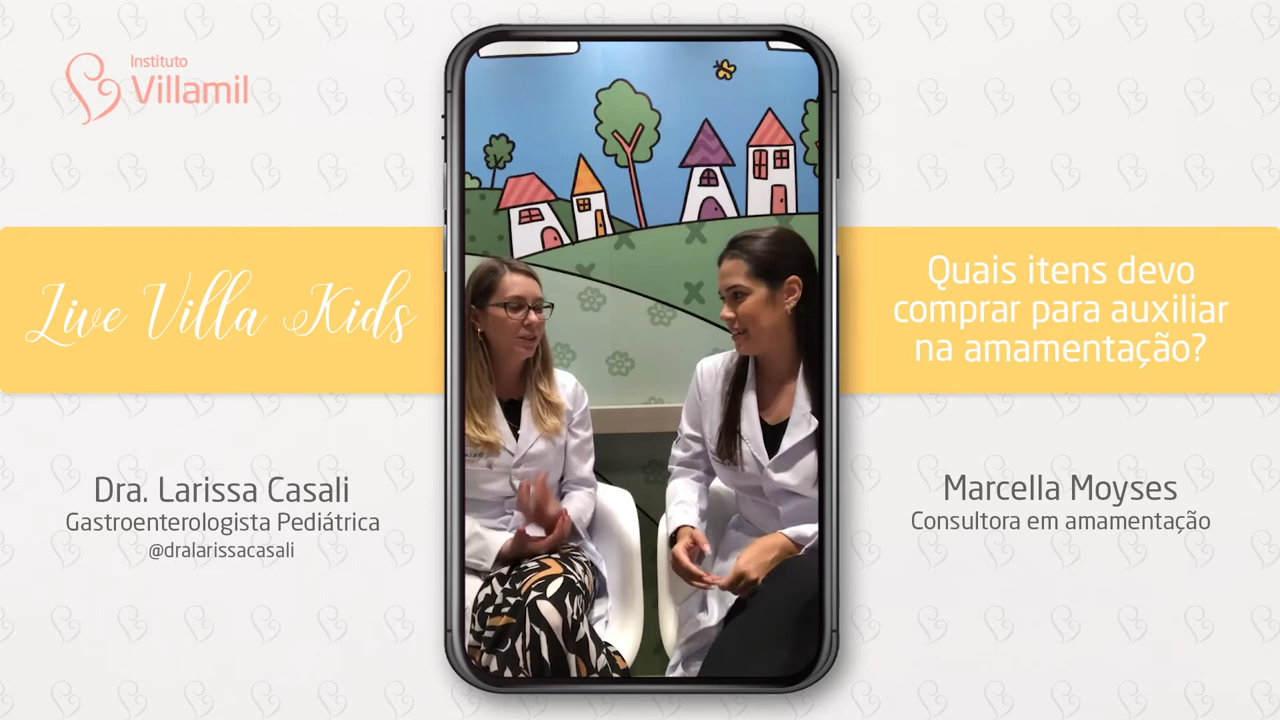 Instituto
Villamil
Live Villa Kids
Quais itens devo
comprar para auxiliar
na amamentação?
Dra. Larissa Casali
Gastroenterologista Pediátrica
@dralarissacasali
Marcella Moyses
Consultora em amamentação